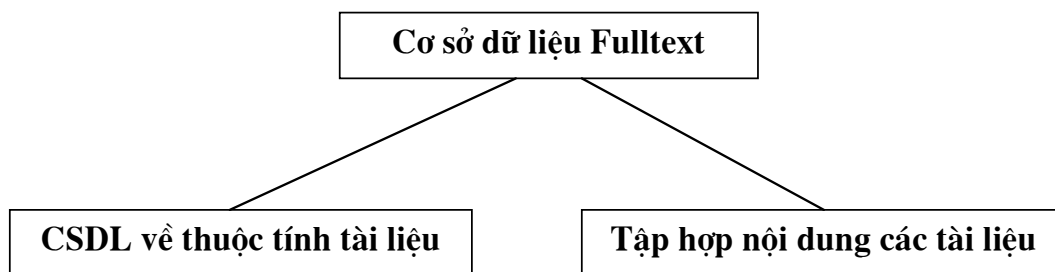 Cơ sở dữ liệu Fulltext
CSDL về thuộc tính tài liệu
Tập hợp nội dung các tài liệu